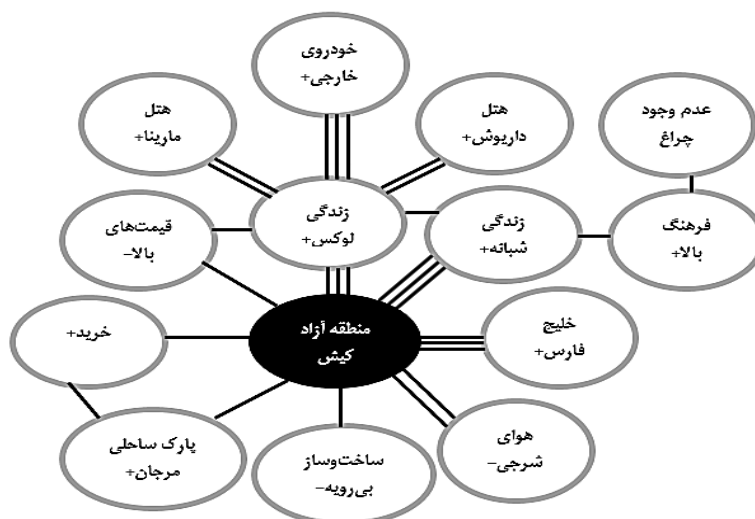 خودروی
خارجی+
هتل
مارینا+
هتل
داریوش+
عدم وجود
چراغ
قیمت‌های
بالا-
زندگی
لوکس+
زندگی
شبانه+
فرهنگ
بالا+
خرید+
منطقه آزاد
کیش
خلیج
فارس+
پارک ساحلی
مرجان+
ساخت‌وساز
بی‌رویه-
هوای
شرجی-